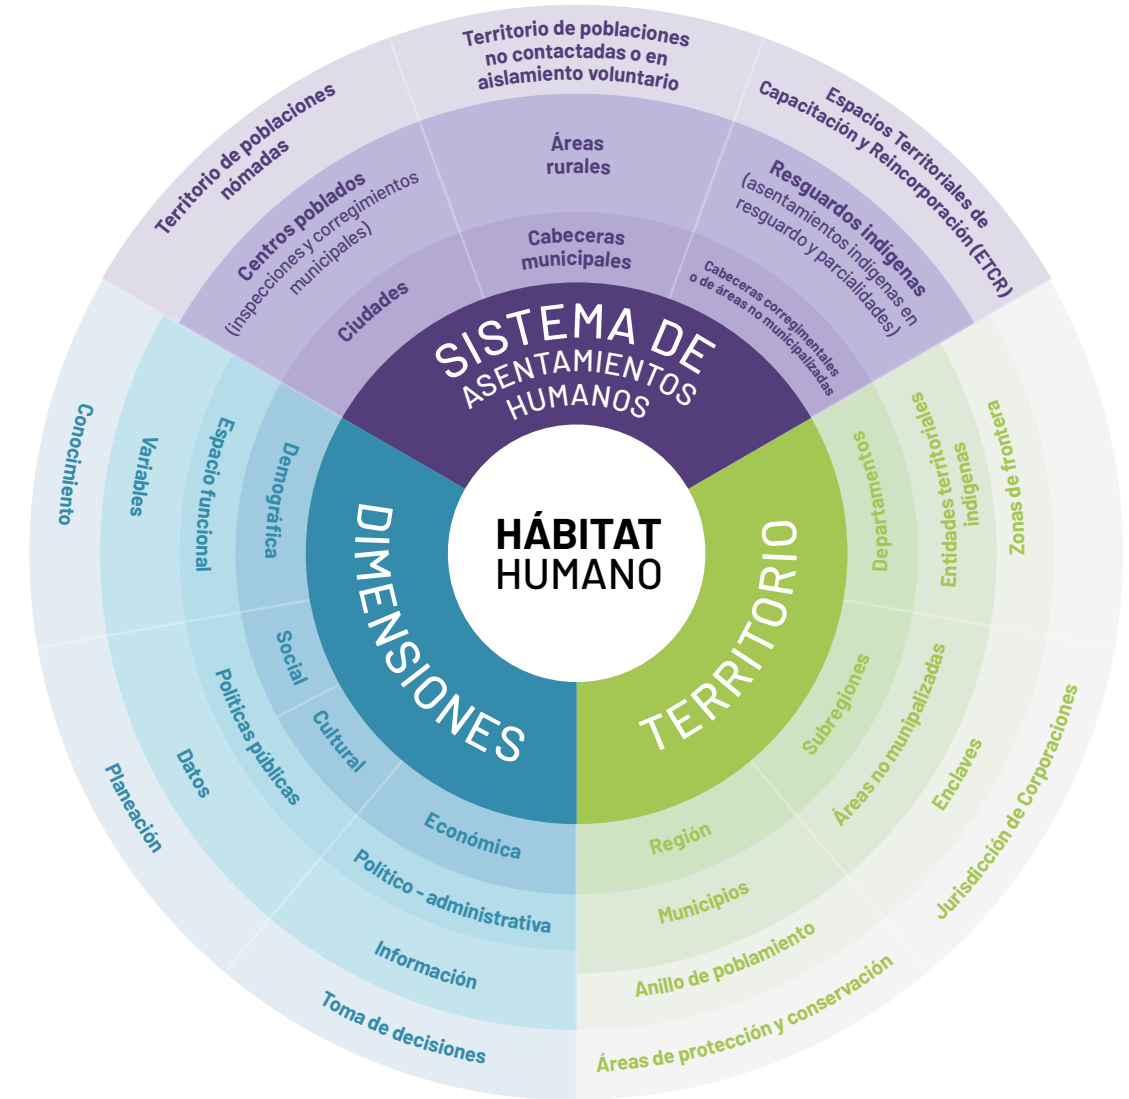 Territorio de poblaciones
no contactadas o en
aislamiento voluntario
Territorio de poblaciones
nómadas
Espacios Territoriales de
Capacitación y Reincorporación (ETCR)
Áreas
rurales
Centros poblados
(inspecciones y corregimientos
municipales)
Resguardos indígenas
(asentamientos indígenas en
resguardo y parcialidades)
Cabeceras
municipales
Ciudades
Cabeceras corregimentales
o de áreas no municipalizadas
SISTEMA DE
ASENTAMIENTOS
HUMANOS
HÁBITAT
HUMANO
DIMENSIONES
Demográfica
Social
Cultural
Económica
Espacio funcional
Políticas públicas
Político - administrativa
Variables
Datos
Información
Conocimiento
Planeación
Toma de decisiones
TERRITORIO
Departamentos
Subregiones
Región
Entidades territoriales
indígenas
Áreas no munipalizadas
Municipios
Zonas de frontera
Enclaves
Anillo de poblamiento
Jurisdicción de Corporaciones
Áreas de protección y conservación